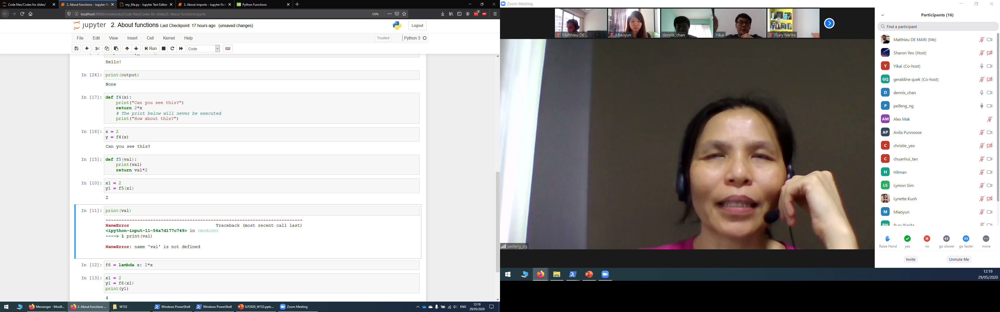 Code files/Codes for slides/
2. About functions - Jupyter N
my_file.py - Jupyter Text Editor
3. About imports - Jupyter Not
Python Functions
localhost:8888/notebooks/Code files/Codes for slides/2. About functions.ipynb
120%
2
ABP
jupyter 2. About functions Last Checkpoint: 17 hours ago (unsaved changes)
Logout
File Edit View Insert Cell Kernel Help
Trusted
Python 3
Run
Code
Hello!
In [24]: print(output)
None
In [17]: def f4(x):
print("Can you see this?")
return 2*x
# The print below will never be executed
print("How about this?")
In [18]: x = 2
y = f4(x)
Can you see this?
In [15]: def f5(val):
print(val)
return val*2
In [10]: x1 = 2
y1 = f5(x1)
2
In [11]: print(val)
---------------------------------------------------------------------------
NameError Traceback (most recent call last)
<ipython-input-11-54a7d177c749> in <module>
----> 1 print(val)
NameError: name 'val' is not defined
In [12]: f6 = lambda x: 2*x
In [13]: x1 = 2
y1 = f6(x1)
print(y1)
4
Messenger - Mozill...
2. About functions ...
W1S3
Windows PowerShell
Windows PowerShell
ILP2020_W1S3.pptx...
Zoom Meeting
ENG
12:19
29/05/2020
Zoom Meeting
Matthieu DE ...
Miaoyun
dennis_chan
Yikai
Rury Narita
peifeng_ng
Participants (16)
Find a participant
Matthieu DE MARI (Me)
Sharon Yeo (Host)
Y Yikai (Co-host)
GQ geraldine quek (Co-host)
D dennis_chan
P peifeng_ng
AM Alex Mak
AP Anila Punnoose
C christie_yeo
C chuanhui_tan
H Hilman
LS Lymon Sim
Lynette Kuoh
M Miaoyun
RN Rury Narita
Raise Hand
yes
no
go slower
go faster
more
Invite
Unmute Me
12:19
29/05/2020